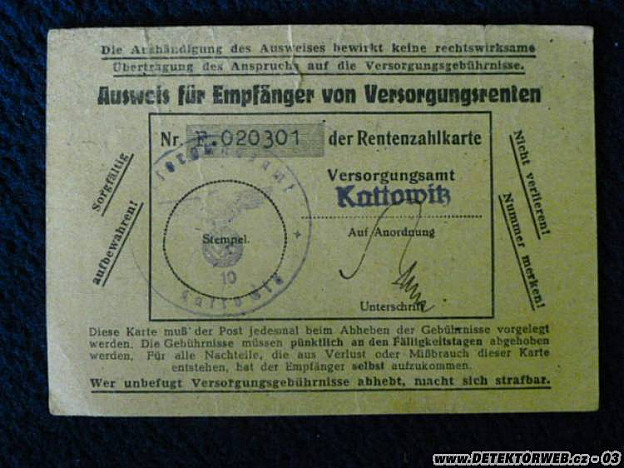 Die Aushändigung des Ausweises bewirkt keine rechtswirksame
Übertragung des Anspruchs auf die Versorgungsgebührnisse.
Ausweis für Empfänger von Versorgungsrenten
Nr. F.020301 der Rentenzahlkarte
Versorgungsamt
Kattowitz
Auf Anordnung
Unterschrift
Stempel.
Versorgungsamt
10
Kattowitz
Sorgfältig
aufbewahren!
Nicht verlieren!
Nummer merken!
Diese Karte muß der Post jedesmal beim Abheben der Gebührnisse vorgelegt
werden. Die Gebührnisse müssen pünktlich an den Fälligkeitstagen abgehoben
werden. Für alle Nachteile, die aus Verlust oder Mißbrauch dieser Karte
entstehen, hat der Empfänger selbst aufzukommen.
Wer unbefugt Versorgungsgebührnisse abhebt, macht sich strafbar.
www.DETEKTORWEB.cz - 03